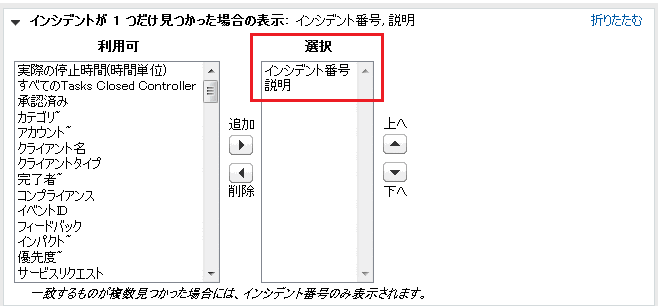 ▼ インシデントが 1 つだけ見つかった場合の表示: インシデント番号, 説明
折りたたむ
利用可
実際の停止時間(時間単位)
すべてのTasks Closed Controller
承認済み
カテゴリ~
アカウント~
クライアント名
クライアントタイプ
完了者~
コンプライアンス
イベントID
フィードバック
インパクト~
優先度~
サービスリクエスト
追加
削除
選択
インシデント番号
説明
上へ
下へ
一致するものが複数見つかった場合には、インシデント番号のみ表示されます。